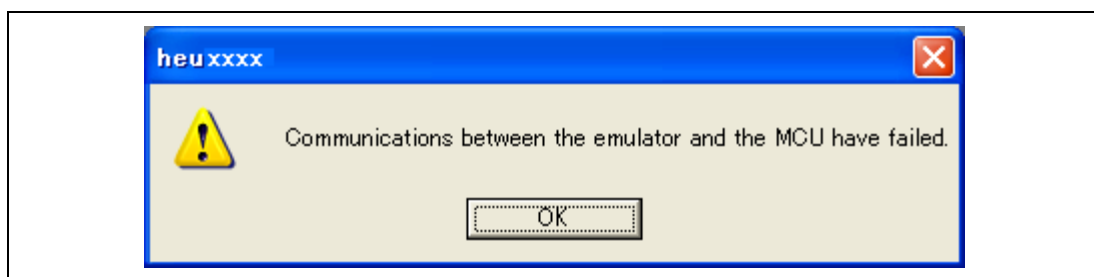 heuxxxx
Communications between the emulator and the MCU have failed.
OK